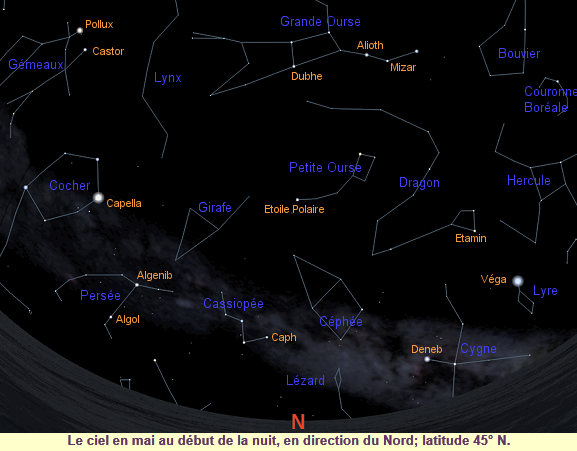 Pollux
Grande Ourse
Castor
Alioth
Bouvier
Gémeaux
Mizar
Lynx
Dubhe
Couronne
Boréale
Petite Ourse
Cocher
Dragon
Hercule
Capella
Girafe
Etoile Polaire
Etamin
Algenib
Véga
Lyre
Persée
Cassiopée
Algol
Céphée
Caph
Deneb
Cygne
Lézard
N
Le ciel en mai au début de la nuit, en direction du Nord; latitude 45° N.